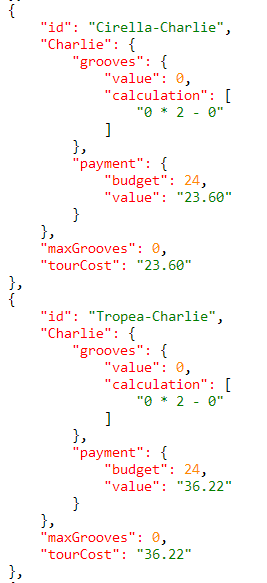 {
    "id": "Cirella-Charlie",
    "Charlie": {
        "grooves": {
            "value": 0,
            "calculation": [
                "0 * 2 - 0"
            ]
        },
        "payment": {
            "budget": 24,
            "value": "23.60"
        }
    },
    "maxGrooves": 0,
    "tourCost": "23.60"
},
{
    "id": "Tropea-Charlie",
    "Charlie": {
        "grooves": {
            "value": 0,
            "calculation": [
                "0 * 2 - 0"
            ]
        },
        "payment": {
            "budget": 24,
            "value": "36.22"
        }
    },
    "maxGrooves": 0,
    "tourCost": "36.22"
},